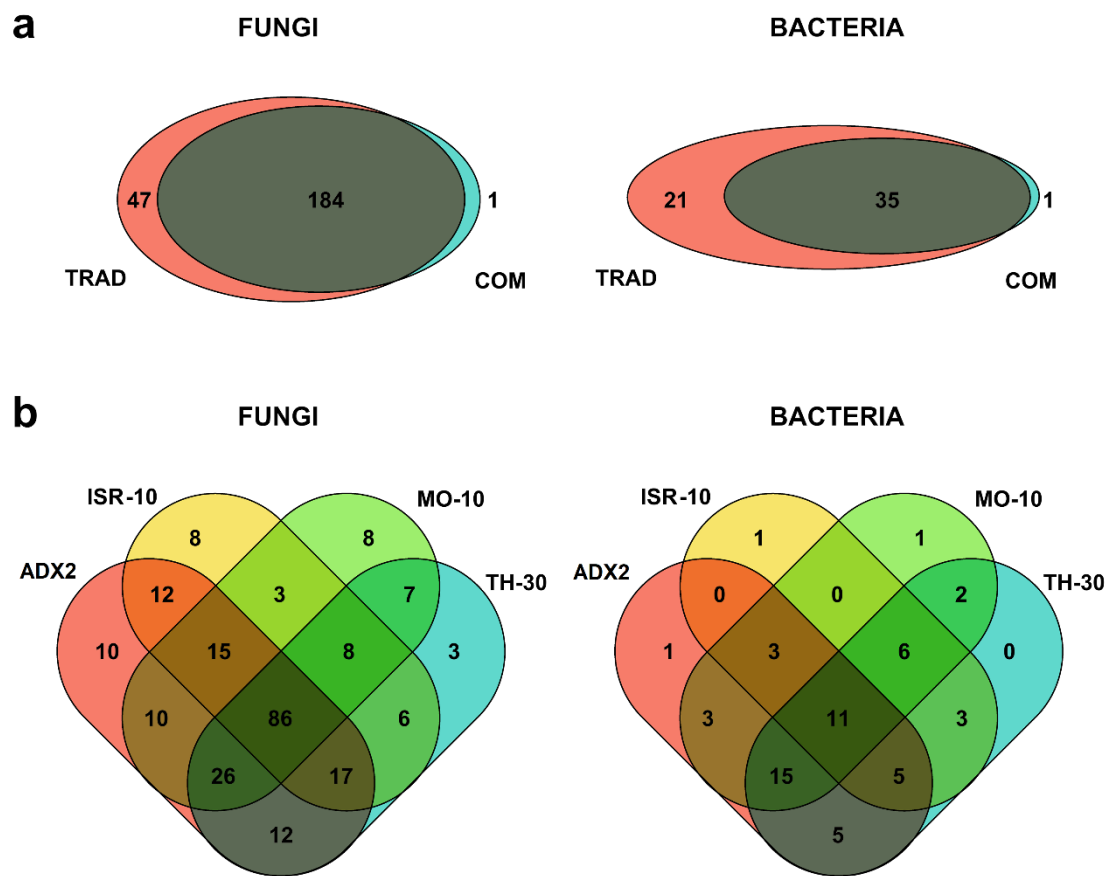 a FUNGI BACTERIA
47 184 1 21 35 1
TRAD COM TRAD COM
b FUNGI BACTERIA
ISR-10 MO-10 ISR-10 MO-10
8 8 1 1
ADX2 TH-30 ADX2 TH-30
12 3 7 0 0 2
10 15 8 3 1 3 6 0
10 86 6 3 11 3
26 17 15 5
12 5